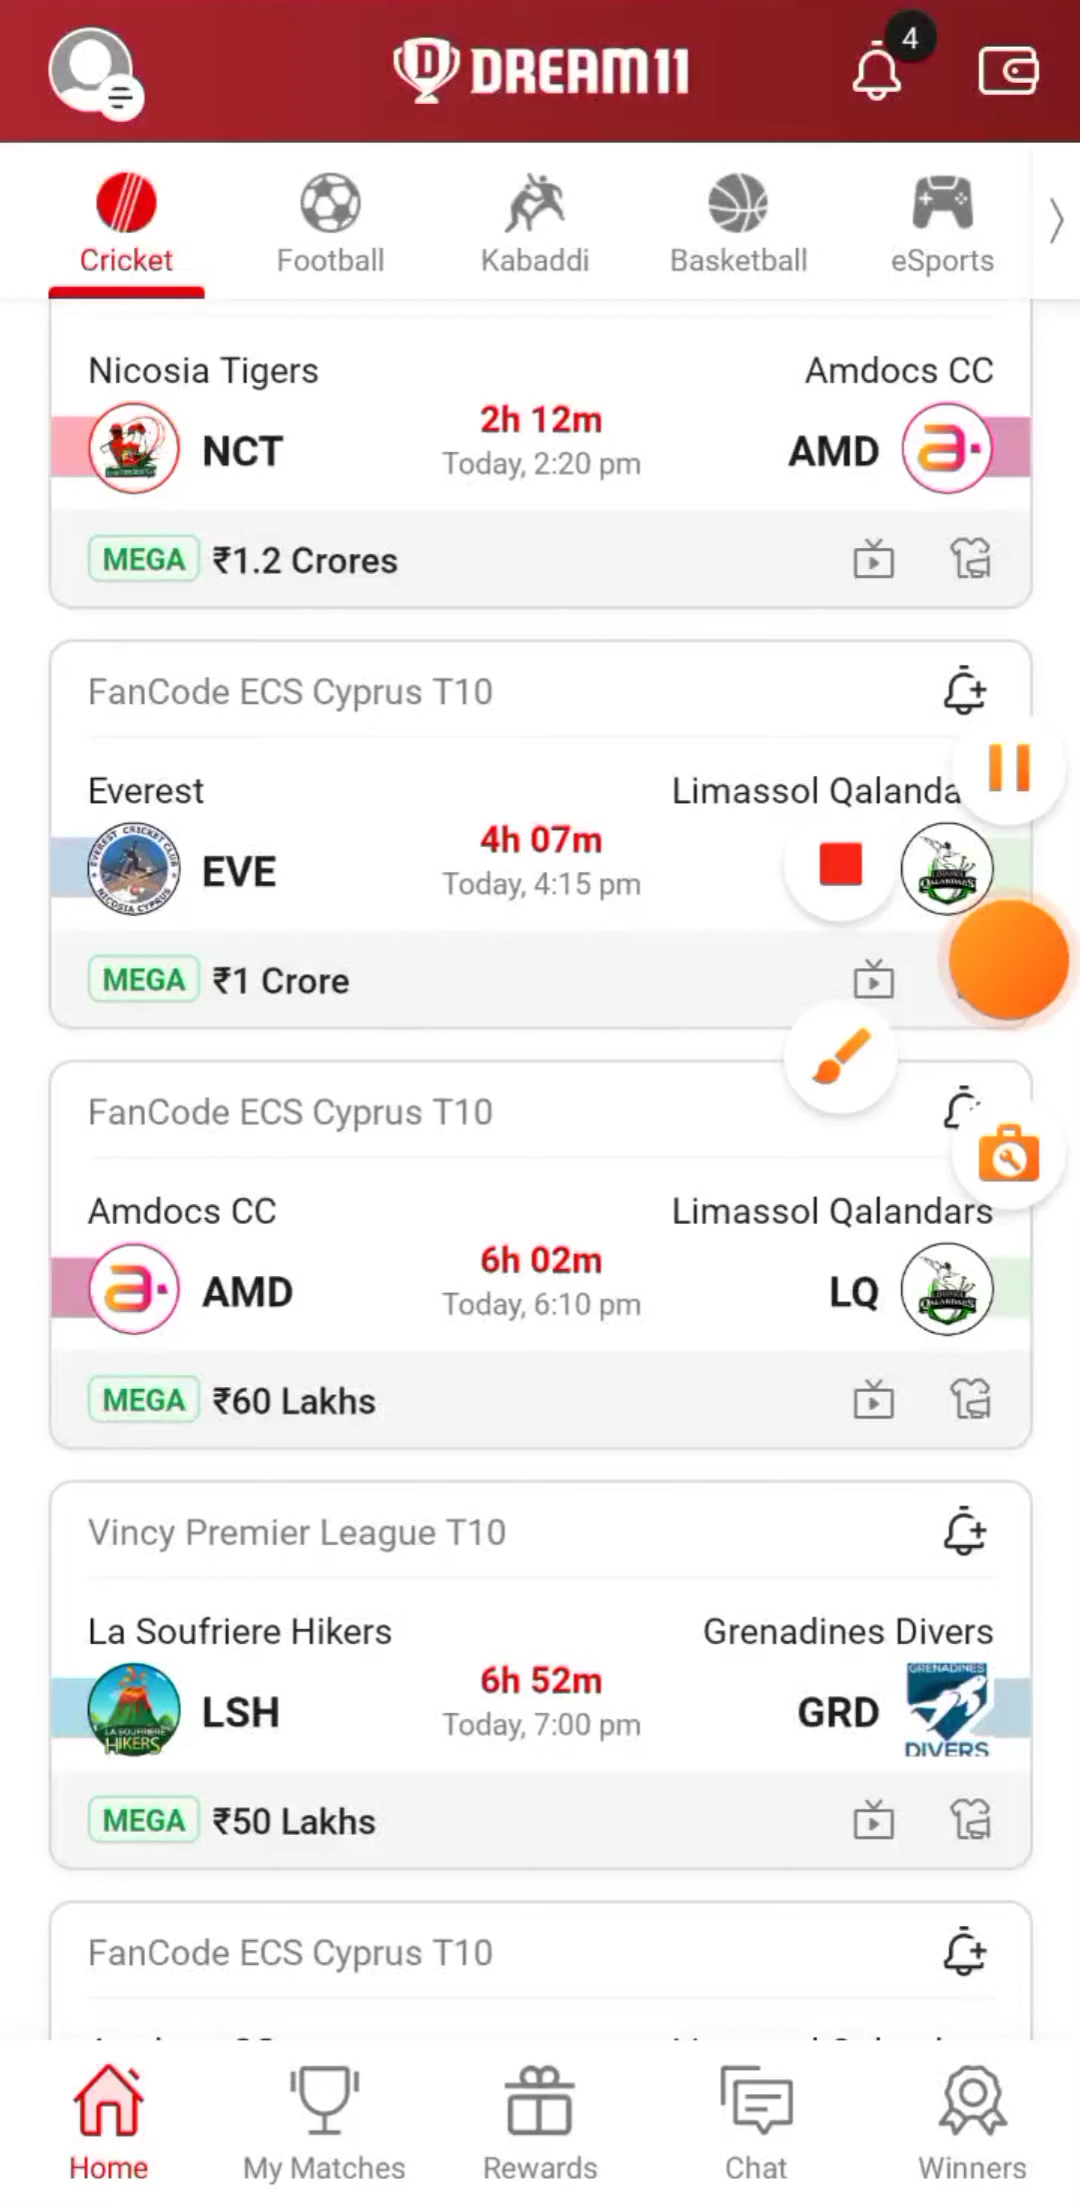 DREAM11
4
Cricket
Football
Kabaddi
Basketball
eSports
Nicosia Tigers
Amdocs CC
NCT
2h 12m
Today, 2:20 pm
AMD
MEGA ₹1.2 Crores
FanCode ECS Cyprus T10
Everest
Limassol Qalanda
EVE
4h 07m
Today, 4:15 pm
MEGA ₹1 Crore
FanCode ECS Cyprus T10
Amdocs CC
Limassol Qalandars
AMD
6h 02m
Today, 6:10 pm
LQ
MEGA ₹60 Lakhs
Vincy Premier League T10
La Soufriere Hikers
Grenadines Divers
LA SOUFRIERE
HIKERS
LSH
6h 52m
Today, 7:00 pm
GRD
GRENADINES
DIVERS
MEGA ₹50 Lakhs
FanCode ECS Cyprus T10
Home
My Matches
Rewards
Chat
Winners